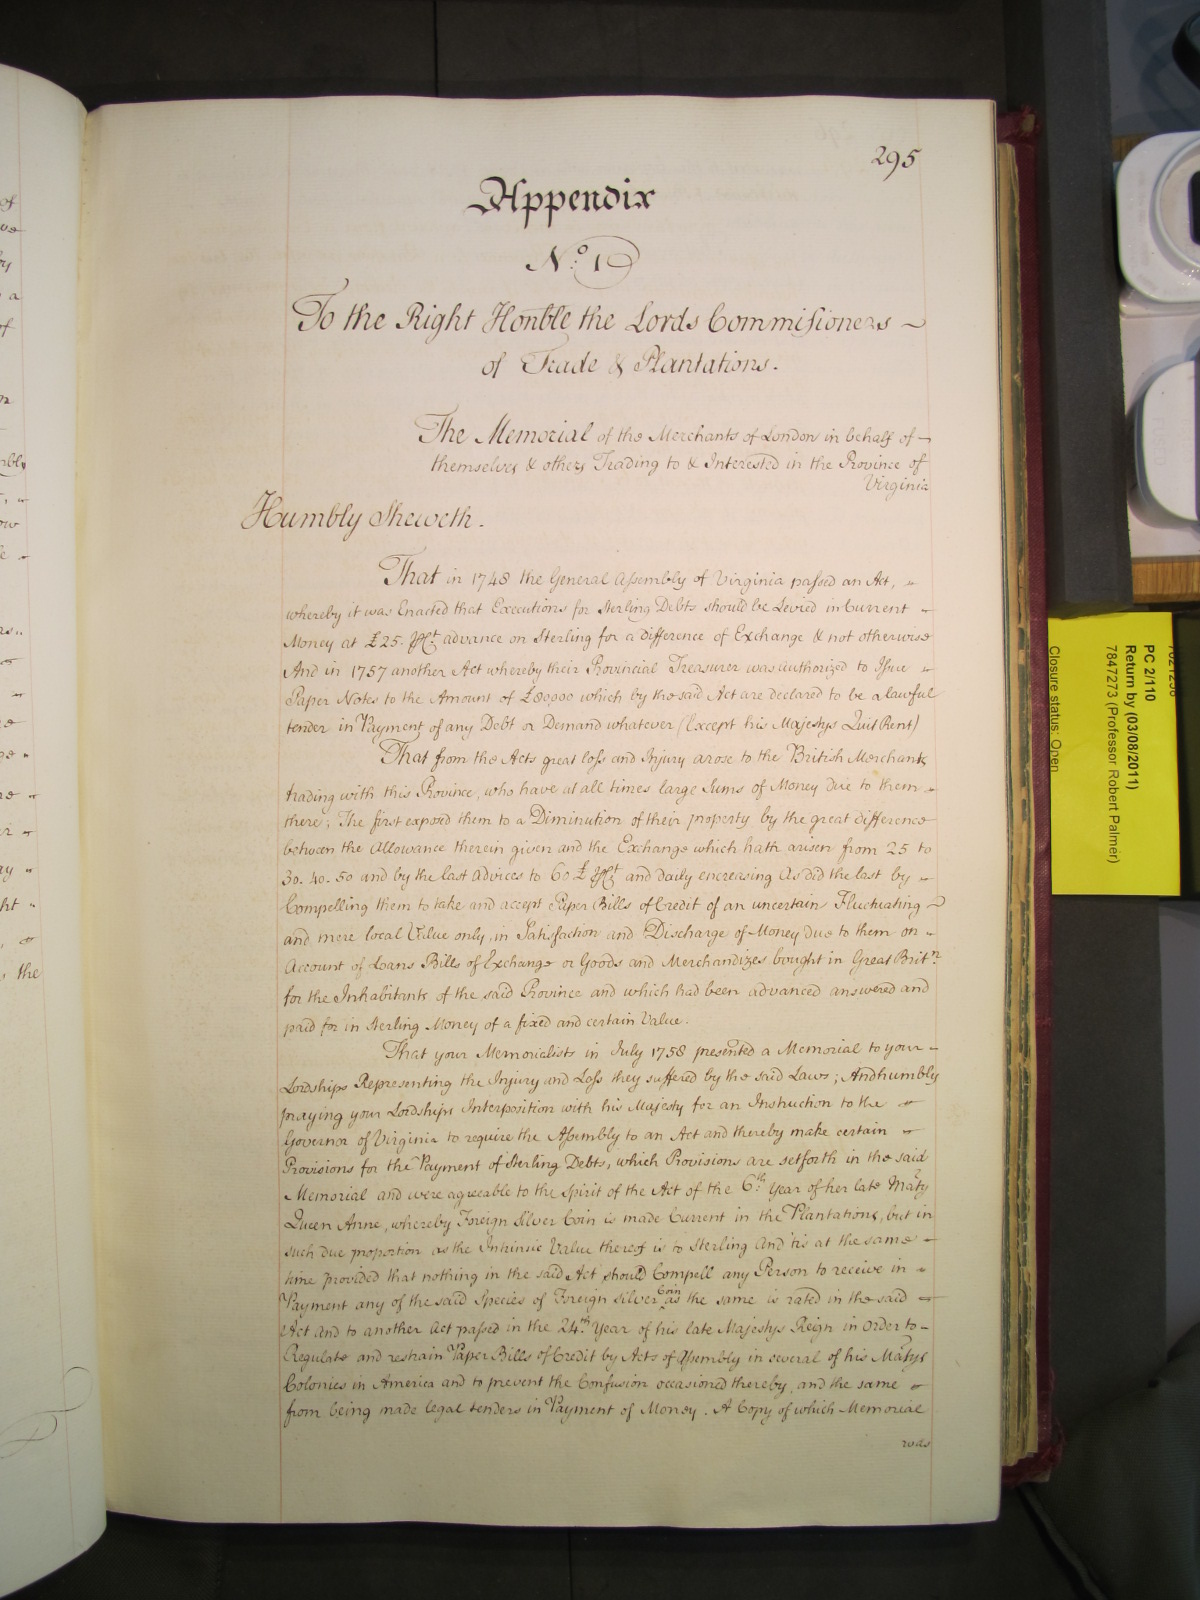 295
Appendix
No. 1
To the Right Honble the Lords Commissioners
of Trade & Plantations.
The Memorial of the Merchants of London in behalf of
themselves & others Trading to & Interested in the Province of
Virginia
Humbly Sheweth.
That in 1748 the General Assembly of Virginia passed an Act,
whereby it was Enacted that Executions for Sterling Debts should be Levied in Current
Money at £25. P Ct advance on Sterling for a difference of Exchange & not otherwise
And in 1757 another Act whereby their Provincial Treasurer was authorized to Issue
Paper Notes to the Amount of £80,000 which by the said Act are declared to be a lawful
tender in Payment of any Debt or Demand whatever (Except his Majestys Quit Rent)
That from the Acts great loss and Injury arose to the British Merchants
trading with this Province, who have at all times large Sums of Money due to them
there; The first exposd them to a Diminution of their property, by the great difference
between the Allowance therein given and the Exchange which hath arisen from 25 to
30. 40. 50 and by the last advices to 60 £ P Ct and daily encreasing As did the last by
Compelling them to take and accept Paper Bills of Credit of an uncertain Fluctuating
and mere local Value only, in Satisfaction and Discharge of Money due to them on
Account of Loans Bills of Exchange or Goods and Merchandizes bought in Great Britn
for the Inhabitants of the said Province and which had been advanced answered and
paid for in Sterling Money of a fixed and certain Value.
That your Memorialists in July 1758 presented a Memorial to your
Lordships Representing the Injury and Loss they suffered by the said Laws; And humbly
praying your Lordships Interposition with his Majesty for an Instruction to the
Governor of Virginia to require the Assembly to an Act and thereby make certain
Provisions for the Payment of Sterling Debts, which Provisions are setforth in the said
Memorial and were agreeable to the Spirit of the Act of the 6th Year of her late Maty
Queen Anne, whereby Foreign Silver Coin is made Current in the Plantations, but in
such due proportion as the Intrinsic Value thereof is to Sterling And 'tis at the same
time provided that nothing in the said Act should Compell any Person to receive in
Payment any of the said Species of Foreign silver Coin as the same is rated in the said
Act And to another Act passed in the 24th Year of his late Majestys Reign in Order to
Regulate and restrain Paper Bills of Credit by Acts of Assembly in several of his Matys
Colonies in America and to prevent the Confusion occasioned thereby, and the same
from being made legal tenders in Payment of Money. A Copy of which Memorial
was
PC 2/110
Return by (03/08/2011)
7847273 (Professor Robert Palmer)
Closure status: Open